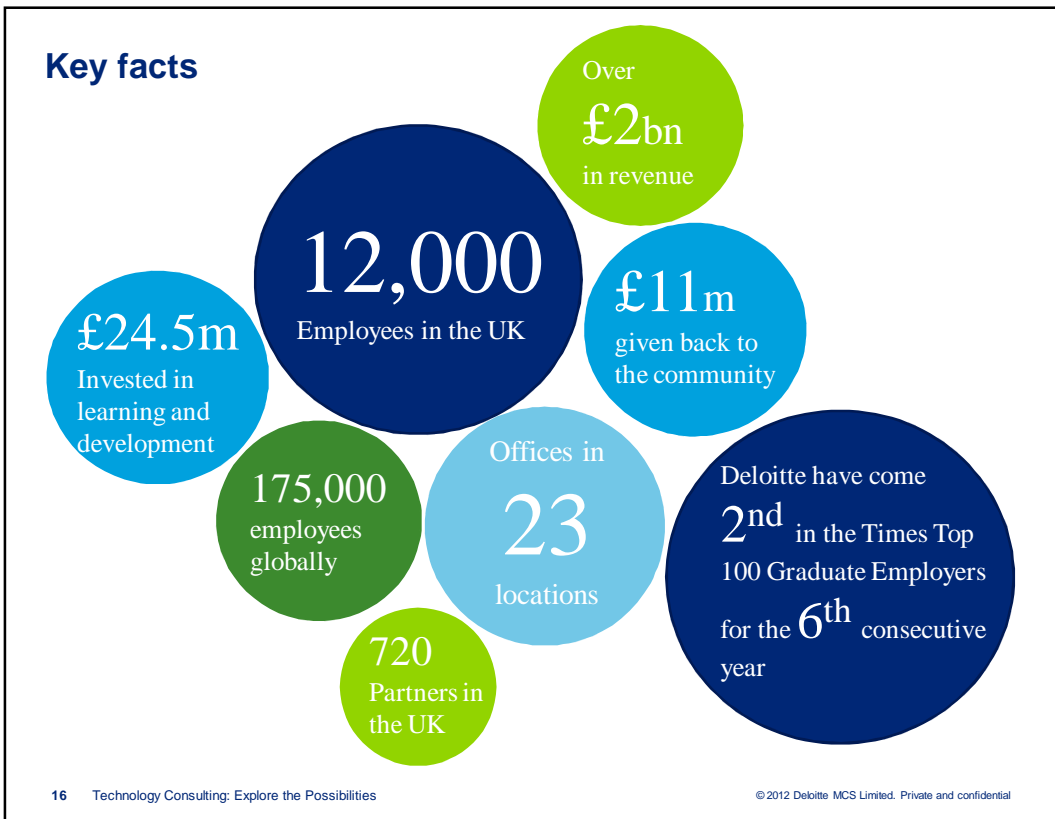 Key facts
Over
£2bn
in revenue
12,000
Employees in the UK
£11m
given back to
the community
£24.5m
Invested in
learning and
development
175,000
employees
globally
Offices in
23
locations
Deloitte have come
2nd in the Times Top
100 Graduate Employers
for the 6th consecutive
year
720
Partners in
the UK
16 Technology Consulting: Explore the Possibilities
© 2012 Deloitte MCS Limited. Private and confidential